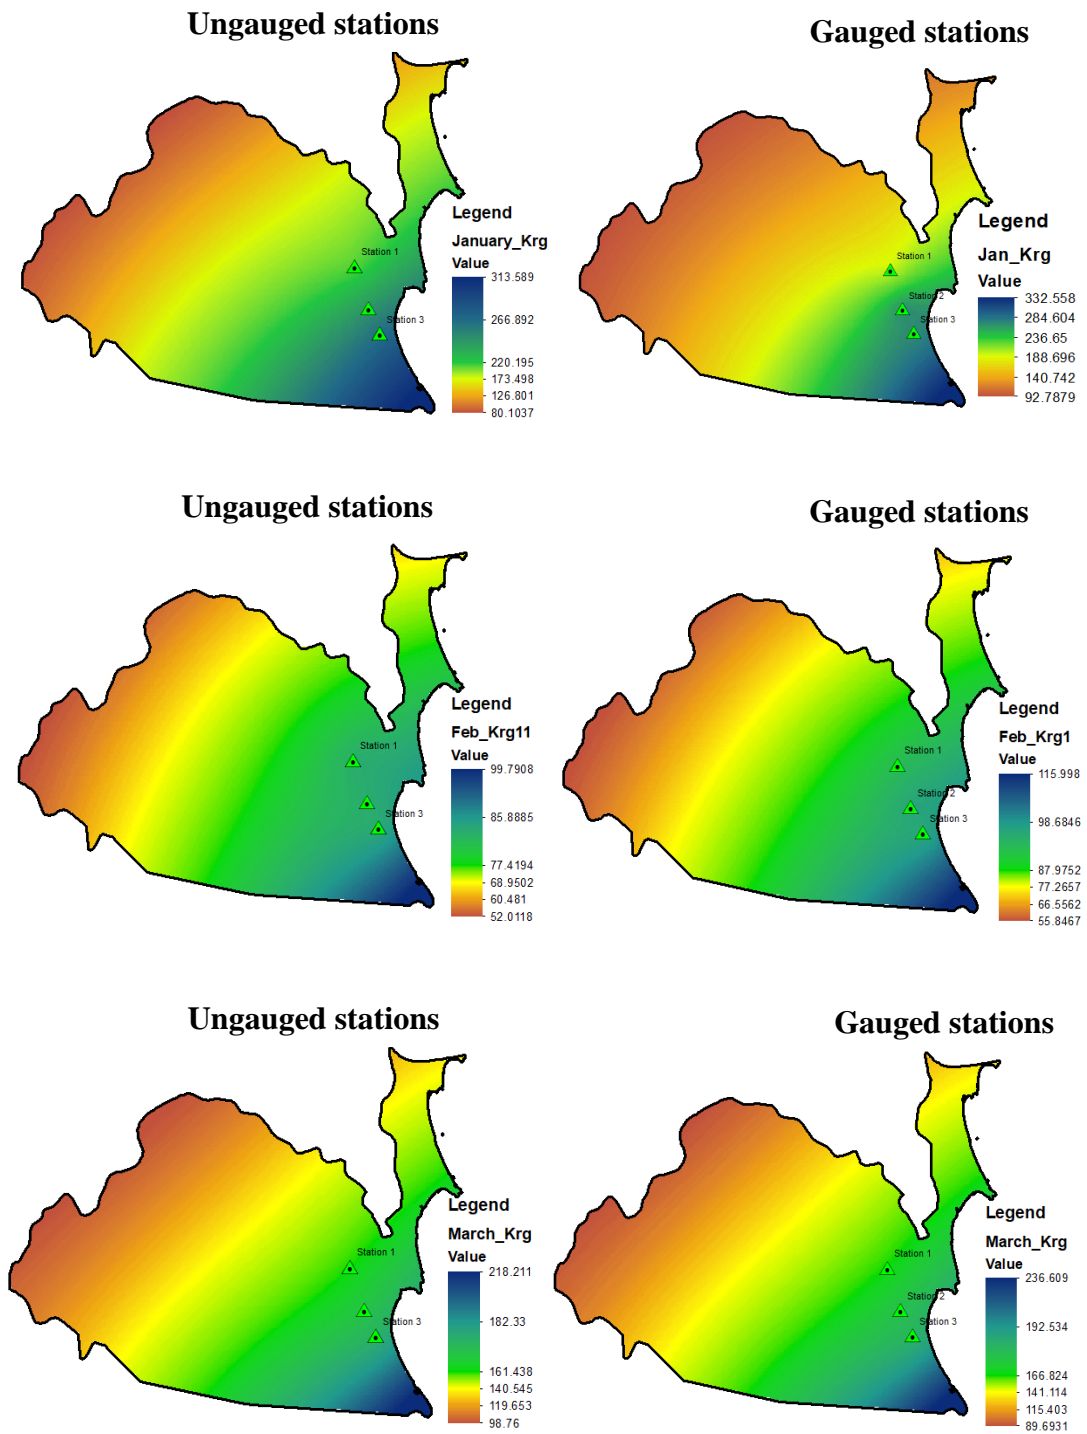 Ungauged stations
Station 1
Station 3
Legend
January_Krg
Value
313.589
266.892
220.195
173.498
126.801
80.1037
Gauged stations
Station 1
Station 2
Station 3
Legend
Jan_Krg
Value
332.558
284.604
236.65
188.696
140.742
92.7879
Ungauged stations
Station 1
Station 3
Legend
Feb_Krg11
Value
99.7908
85.8885
77.4194
68.9502
60.481
52.0118
Gauged stations
Station 1
Station 2
Station 3
Legend
Feb_Krg1
Value
115.998
98.6846
87.9752
77.2657
66.5562
55.8467
Ungauged stations
Station 1
Station 3
Legend
March_Krg
Value
218.211
182.33
161.438
140.545
119.653
98.76
Gauged stations
Station 1
Station 2
Station 3
Legend
March_Krg
Value
236.609
192.534
166.824
141.114
115.403
89.6931